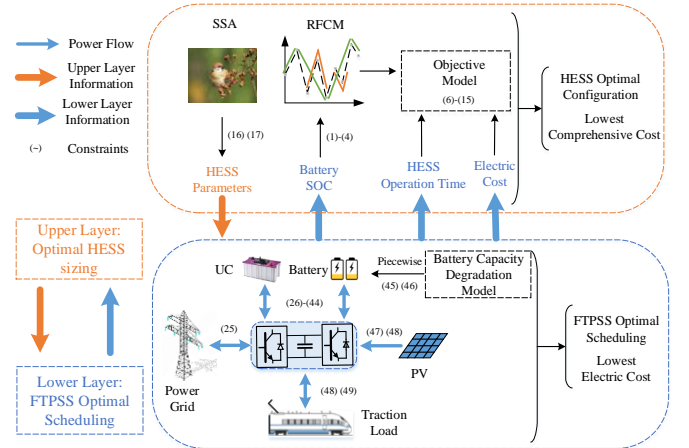 Power Flow
Upper Layer
Information
Lower Layer
Information
(~)
Constraints
SSA
RFCM
Objective
Model
(6)-(15)
HESS Optimal
Configuration
Lowest
Comprehensive Cost
(16) (17)
(1)-(4)
HESS
Parameters
Battery
SOC
HESS
Operation Time
Electric
Cost
Upper Layer:
Optimal HESS
sizing
Lower Layer:
FTPSS Optimal
Scheduling
UC
Battery
Piecewise
(45) (46)
Battery Capacity
Degradation
Model
(26)-(44)
(25)
(47) (48)
Power
Grid
PV
(48) (49)
Traction
Load
FTPSS Optimal
Scheduling
Lowest
Electric Cost